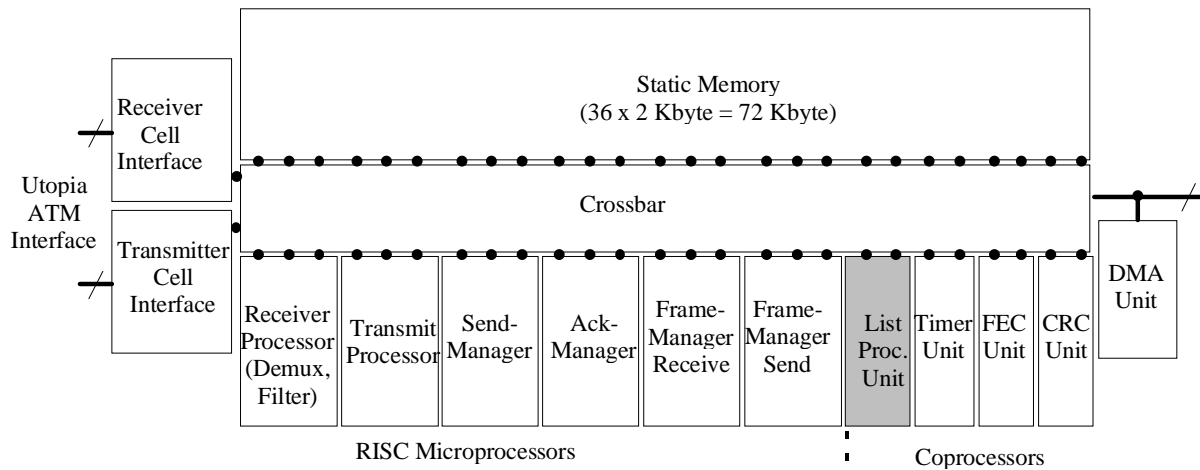 Static Memory
(36 x 2 Kbyte = 72 Kbyte)
Receiver
Cell
Interface
Utopia
ATM
Interface
Transmitter
Cell
Interface
Crossbar
DMA
Unit
Receiver
Processor
(Demux,
Filter)
Transmit
Processor
Send-
Manager
Ack-
Manager
Frame-
Manager
Receive
Frame-
Manager
Send
List
Proc.
Unit
Timer
Unit
FEC
Unit
CRC
Unit
RISC Microprocessors
Coprocessors